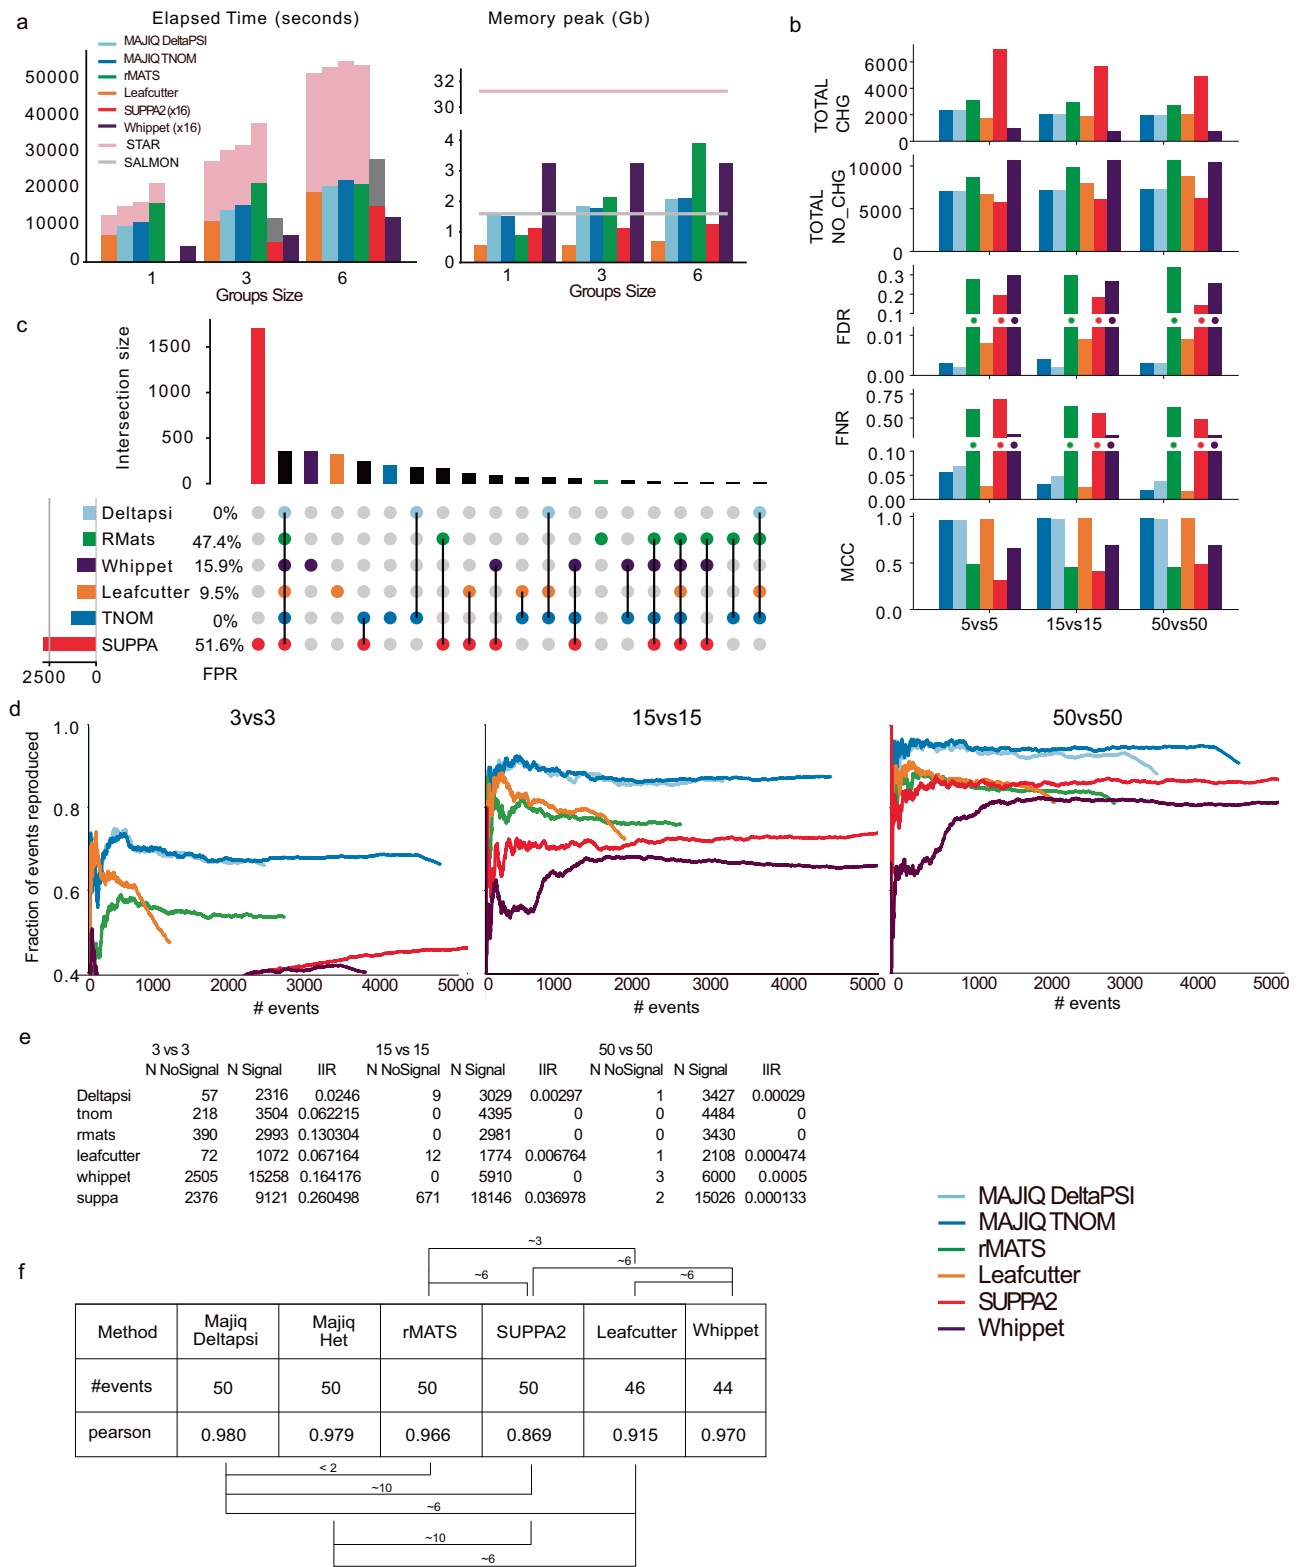 a
Elapsed Time (seconds)
Memory peak (Gb)
MAJIQ DeltaPSI
MAJIQ TNOM
rMATS
Leafcutter
SUPPA2 (x16)
Whippet (x16)
STAR
SALMON
50000
40000
30000
20000
10000
0
1 3 6
Groups Size
32
30
4
3
2
1
0
1 3 6
Groups Size
b
TOTAL CHG
6000
4000
2000
0
TOTAL NO_CHG
10000
5000
0
FDR
0.3
0.2
0.1
0.01
0.00
FNR
0.75
0.50
0.10
0.05
0.00
MCC
1.0
0.5
0.0
5vs5 15vs15 50vs50
c
Intersection size
1500
1000
500
0
Deltapsi 0%
RMats 47.4%
Whippet 15.9%
Leafcutter 9.5%
TNOM 0%
SUPPA 51.6%
2500 0 FPR
d
3vs3 15vs15 50vs50
Fraction of events reproduced
1.0
0.8
0.6
0.4
0 1000 2000 3000 4000 5000
# events
0 1000 2000 3000 4000 5000
# events
0 1000 2000 3000 4000 5000
# events
e
3 vs 3 15 vs 15 50 vs 50
N NoSignal N Signal IIR N NoSignal N Signal IIR N NoSignal N Signal IIR
Deltapsi 57 2316 0.0246 9 3029 0.00297 1 3427 0.00029
tnom 218 3504 0.062215 0 4395 0 0 4484 0
rmats 390 2993 0.130304 0 2981 0 0 3430 0
leafcutter 72 1072 0.067164 12 1774 0.006764 1 2108 0.000474
whippet 2505 15258 0.164176 0 5910 0 3 6000 0.0005
suppa 2376 9121 0.260498 671 18146 0.036978 2 15026 0.000133
MAJIQ DeltaPSI
MAJIQ TNOM
rMATS
Leafcutter
SUPPA2
Whippet
f
~3
~6
~6 ~6
Method Majiq Deltapsi Majiq Het rMATS SUPPA2 Leafcutter Whippet
#events 50 50 50 50 46 44
pearson 0.980 0.979 0.966 0.869 0.915 0.970
< 2
~10
~6
~10
~6